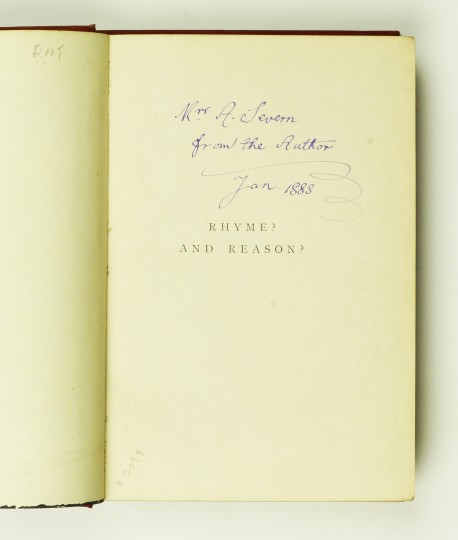 Mrs A. Severn
from the Author
Jan 1888
RHYME?
AND REASON?